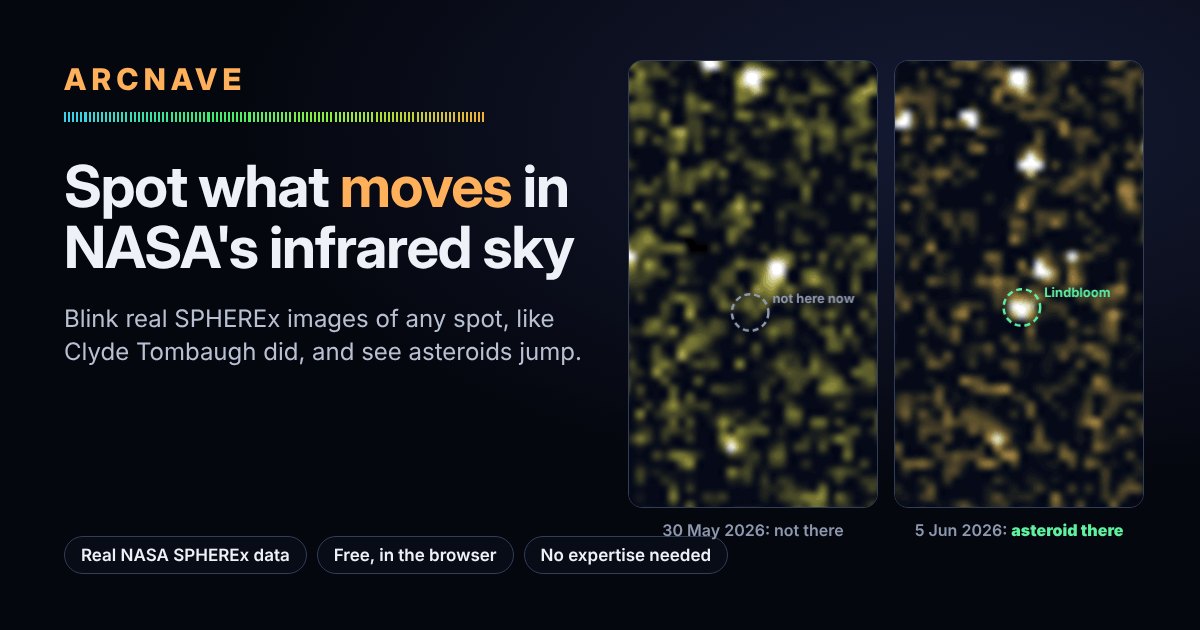 ARCNAVE
Spot what moves in
NASA's infrared sky
Blink real SPHEREx images of any spot, like
Clyde Tombaugh did, and see asteroids jump.
not here now
Lindbloom
30 May 2026: not there
5 Jun 2026: asteroid there
Real NASA SPHEREx data
Free, in the browser
No expertise needed